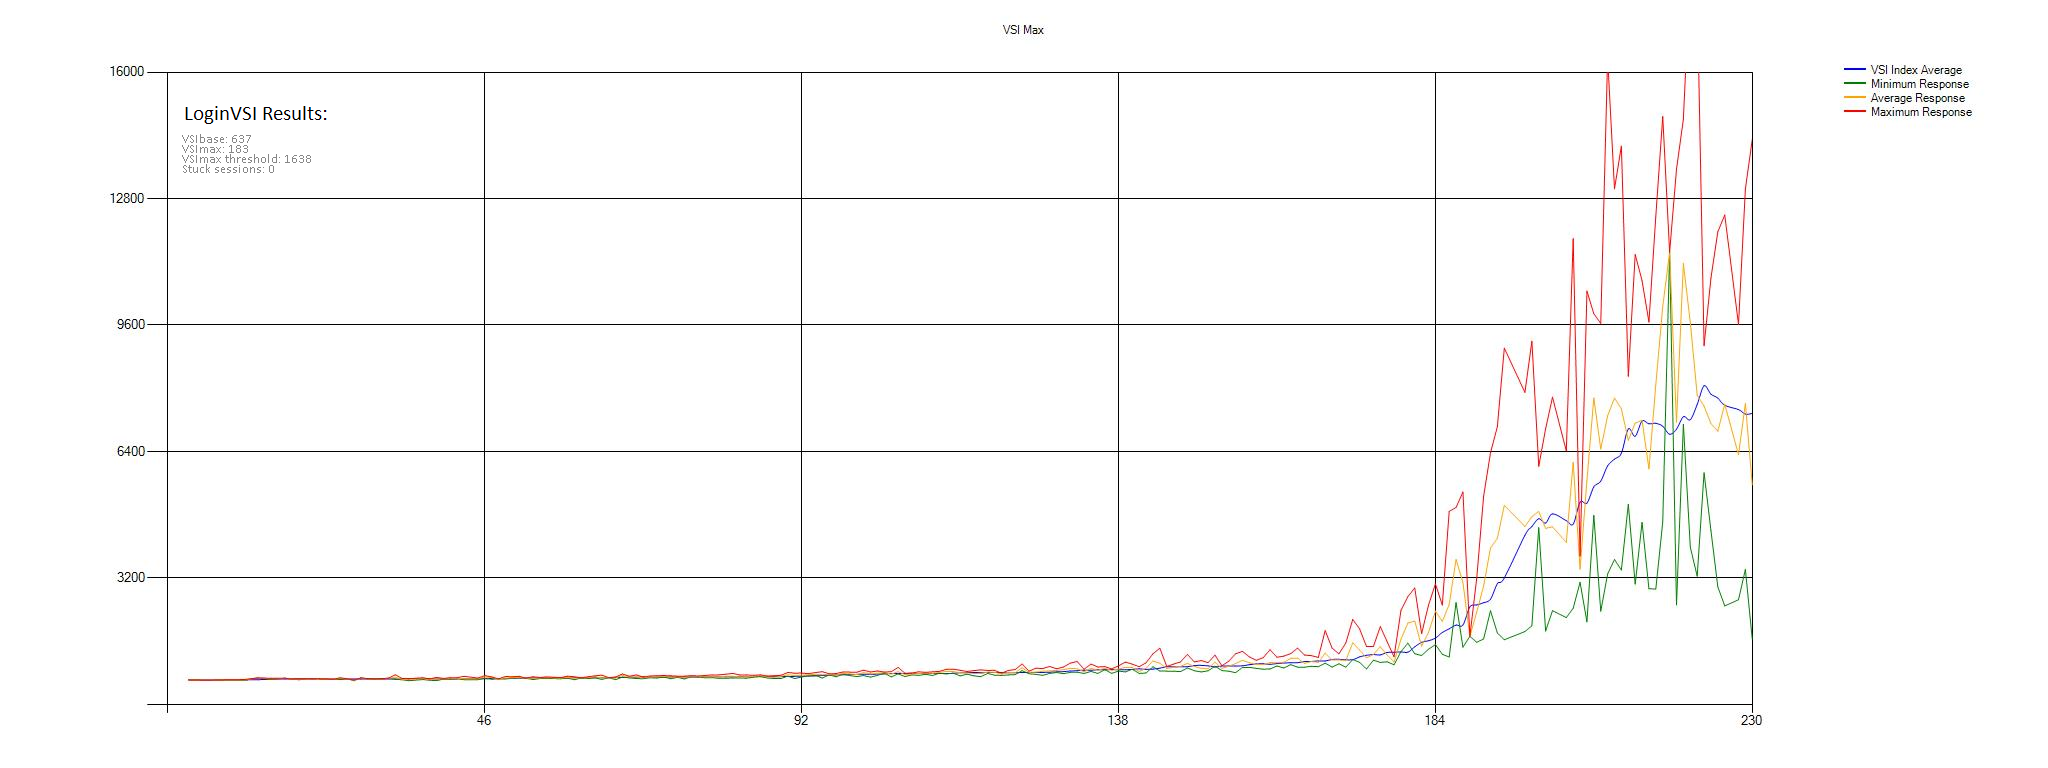 VSI Max
16000
12800
9600
6400
3200
LoginVSI Results:
VSIbase: 637
VSImax: 183
VSImax threshold: 1638
Stuck sessions: 0
VSI Index Average
Minimum Response
Average Response
Maximum Response
46
92
138
184
230